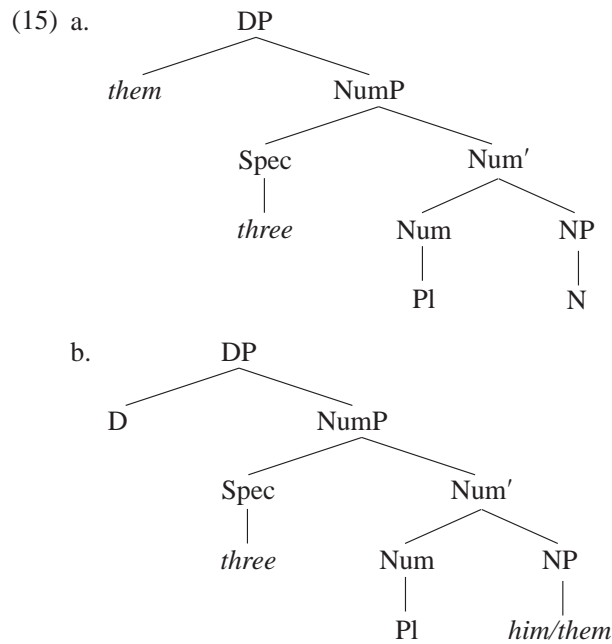 (15) a. DP
them NumP
Spec Num′
three Num NP
Pl N
b. DP
D NumP
Spec Num′
three Num NP
Pl him/them